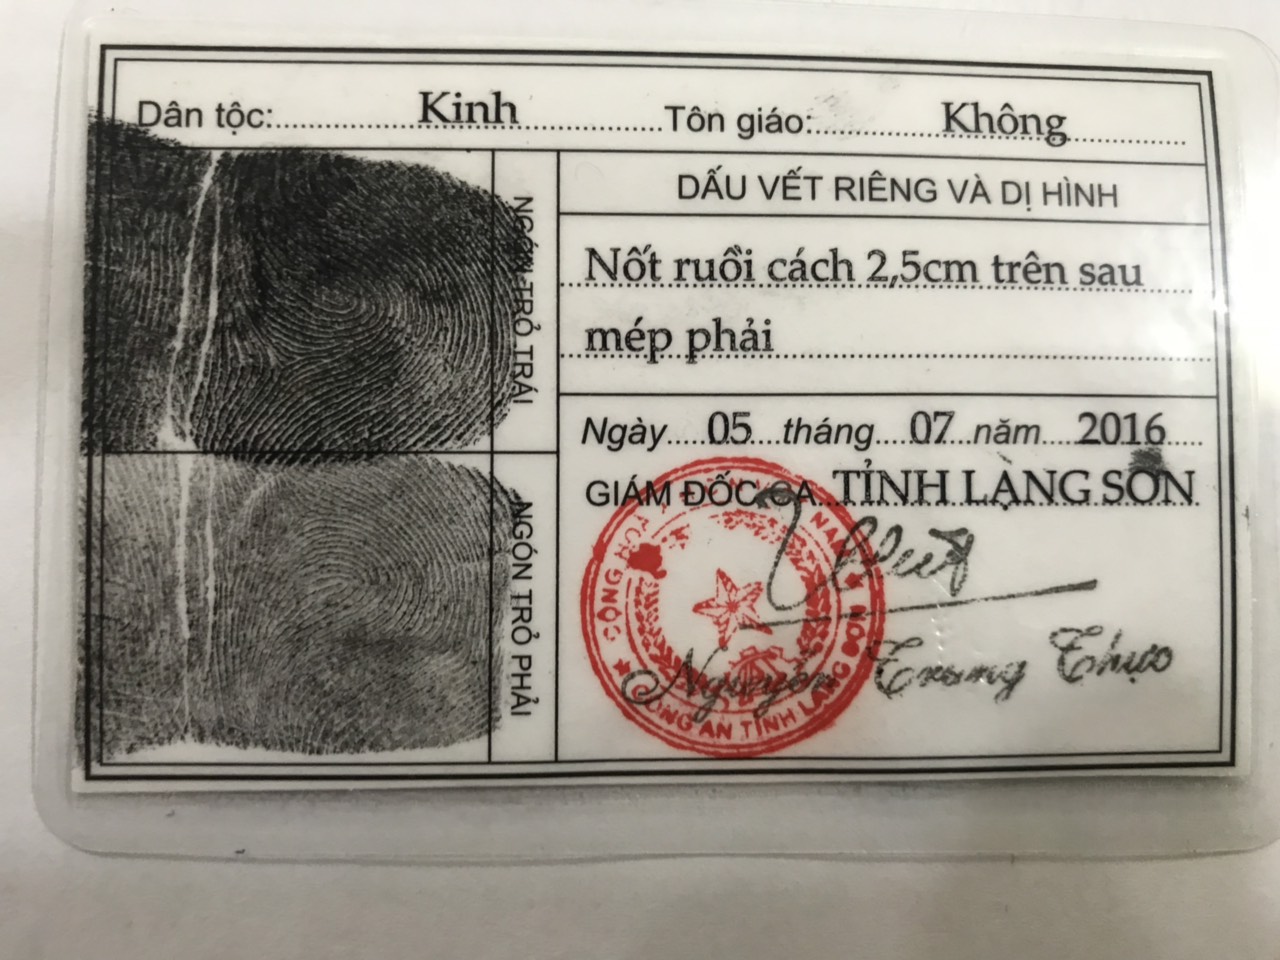 Dân tộc: Kinh Tôn giáo: Không
NGÓN TRỎ TRÁI
NGÓN TRỎ PHẢI
DẤU VẾT RIÊNG VÀ DỊ HÌNH
Nốt ruồi cách 2,5cm trên sau
mép phải
Ngày 05 tháng 07 năm 2016
GIÁM ĐỐC CA TỈNH LẠNG SƠN
CỘNG HOÀ NAM
CÔNG AN TỈNH LẠNG SƠN
Nguyễn Trung Thực